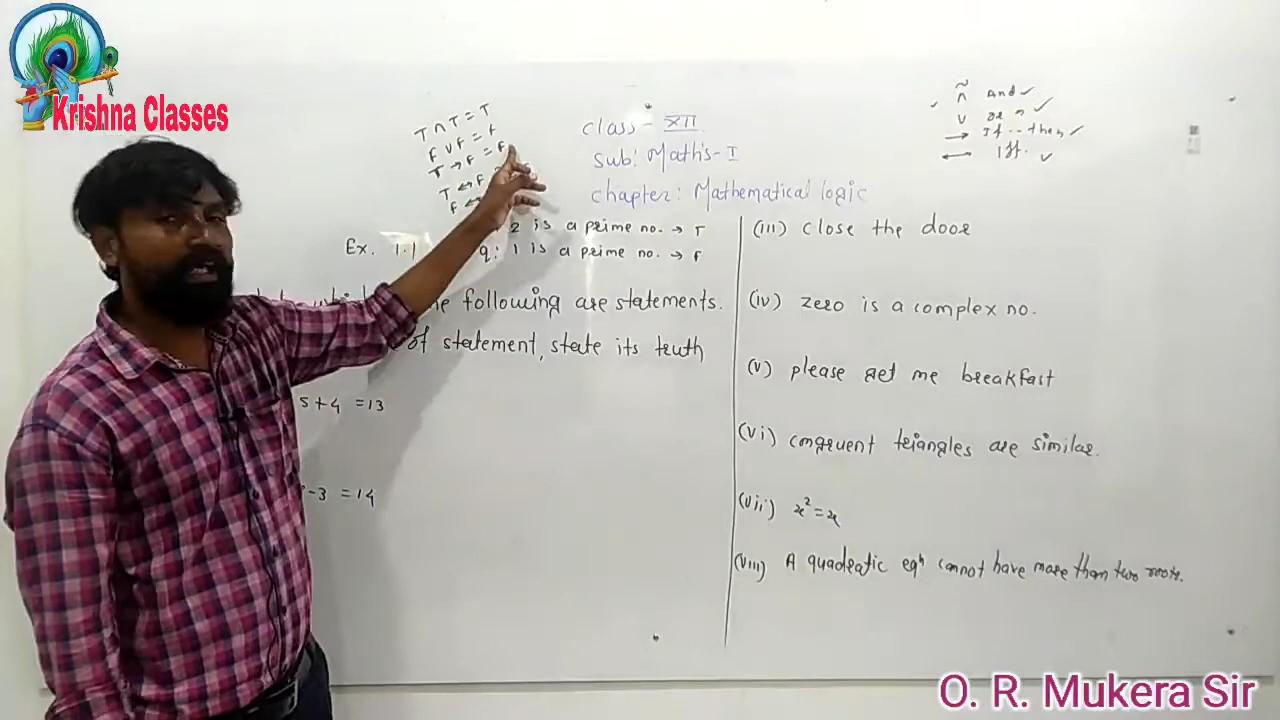 Krishna Classes
T ∧ T = T
F ∨ F = F
T → F = F
T ↔ F =
F ↔
class - XII
Sub: Maths - I
chapter: Mathematical logic
~
∧ And ✓
∨ or ✓
→ If .. then ✓
↔ Iff. ✓
Ex. 1.1
2 is a prime no. → T
q: 1 is a prime no. → F
following are statements.
of statement, state its truth
5 + 4 = 13
-3 = 14
(iii) close the door
(iv) zero is a complex no.
(v) please get me breakfast
(vi) congruent triangles are similar.
(vii) x² = x
(viii) A quadratic eqⁿ cannot have more than two roots.
O. R. Mukera Sir